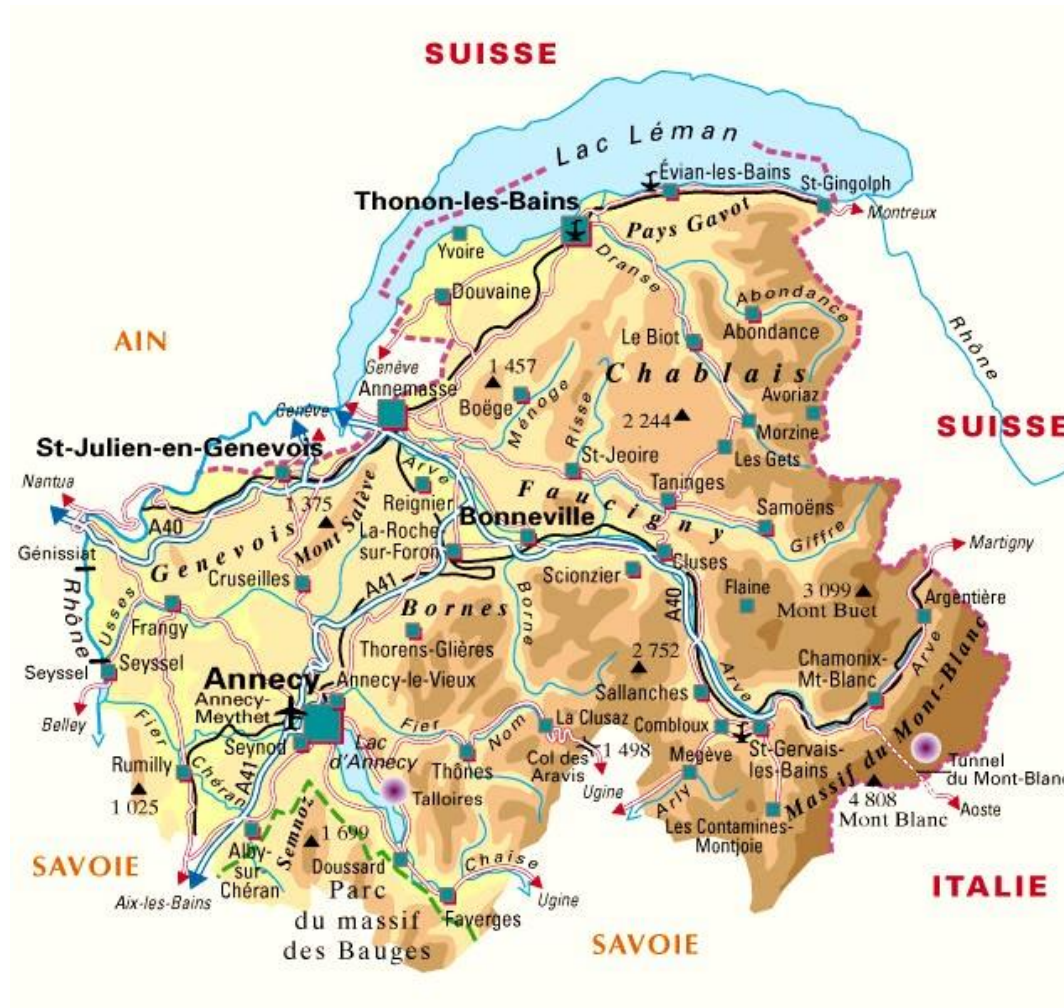 SUISSE
Lac Léman
Évian-les-Bains
St-Gingolph
Thonon-les-Bains
Montreux
Pays Gavot
Yvoire
Dranse
Douvaine
Abondance
Abondance
Rhône
AIN
Le Biot
Genève
1 457
Chablais
Annemasse
Boëge
Ménoge
Risse
Avoriaz
Genève
2 244
SUISSE
St-Julien-en-Genevois
Morzine
St-Jeoire
Les Gets
Nantua
Arve
Reignier
Faucigny
Taninges
1 375
Mont Salève
Samoëns
A40
La-Roche
sur-Foron
Bonneville
Giffre
Martigny
Génissiat
Genevois
Cluses
Cruseilles
A41
Scionzier
Flaine
3 099
Mont Buet
Argentière
Rhône
Usses
Bornes
Borne
A40
Frangy
Thorens-Glières
2 752
Arve
Chamonix-
Mt-Blanc
Seyssel
Seyssel
Annecy
Annecy-le-Vieux
Sallanches
Arve
Annecy-
Meythet
Fier
Nom
La Clusaz
Combloux
Belley
Fier
Seynod
Lac
d'Annecy
Col des
Aravis
1 498
Megève
St-Gervais-
les-Bains
Massif du Mont-Blanc
Tunnel
du Mont-Blanc
Rumilly
Chéran
A41
Thônes
Ugine
1 025
Talloires
Arly
4 808
Mont Blanc
Aoste
Semnoz
1 699
Les Contamines-
Montjoie
SAVOIE
Alby-
sur-
Chéran
Doussard
Chaise
ITALIE
Aix-les-Bains
Parc
du massif
des Bauges
Faverges
Ugine
SAVOIE